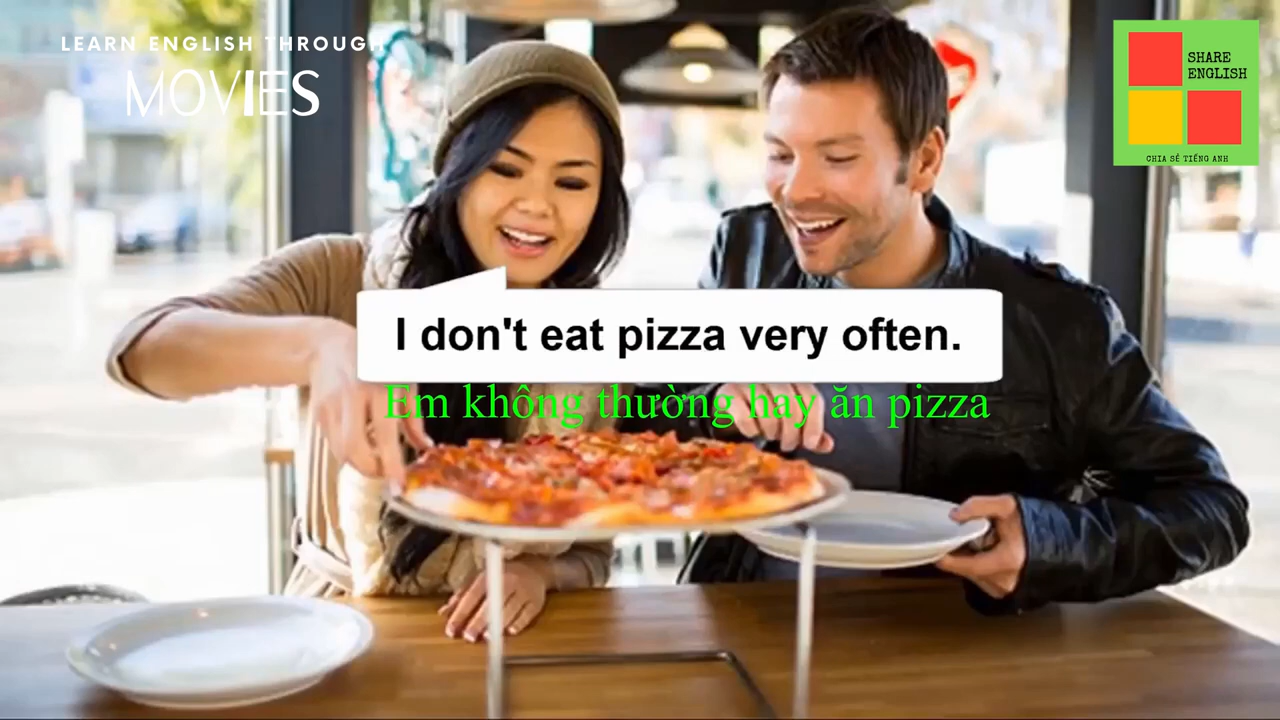 LEARN ENGLISH THROUGH
MOVIES
SHARE
ENGLISH
CHIA SẺ TIẾNG ANH
I don't eat pizza very often.
Em không thường hay ăn pizza